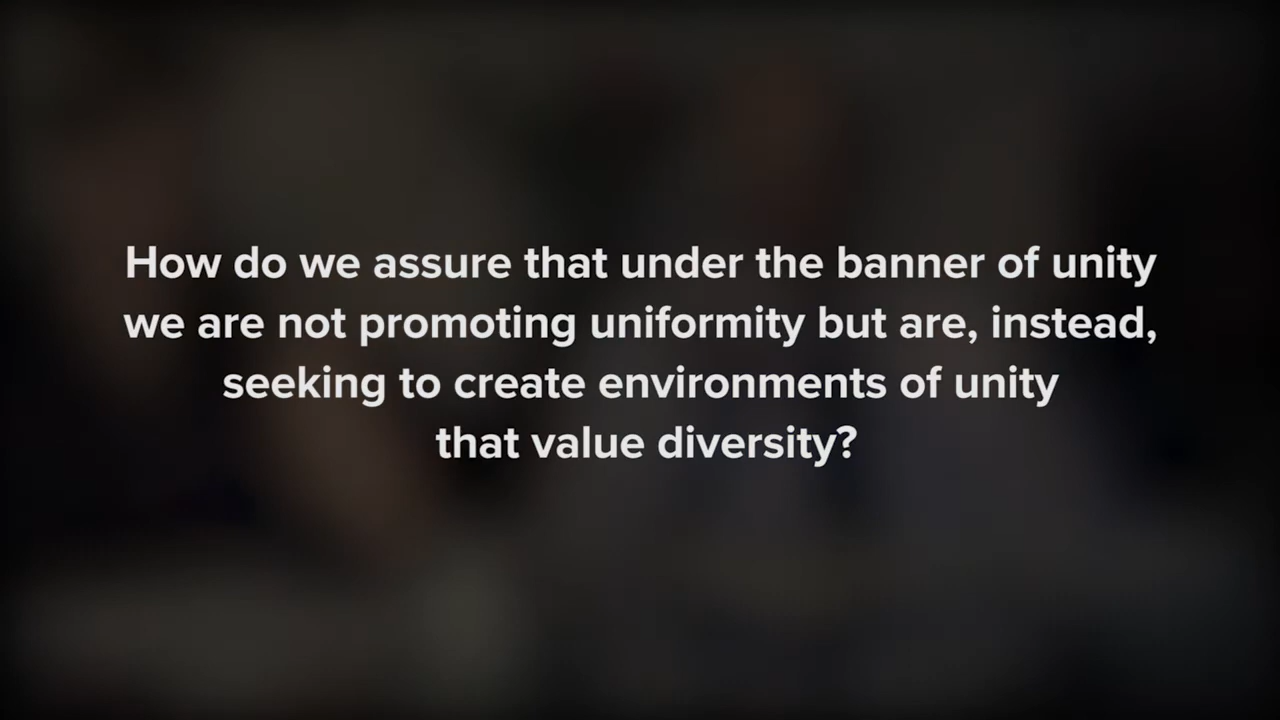 How do we assure that under the banner of unity
we are not promoting uniformity but are, instead,
seeking to create environments of unity
that value diversity?